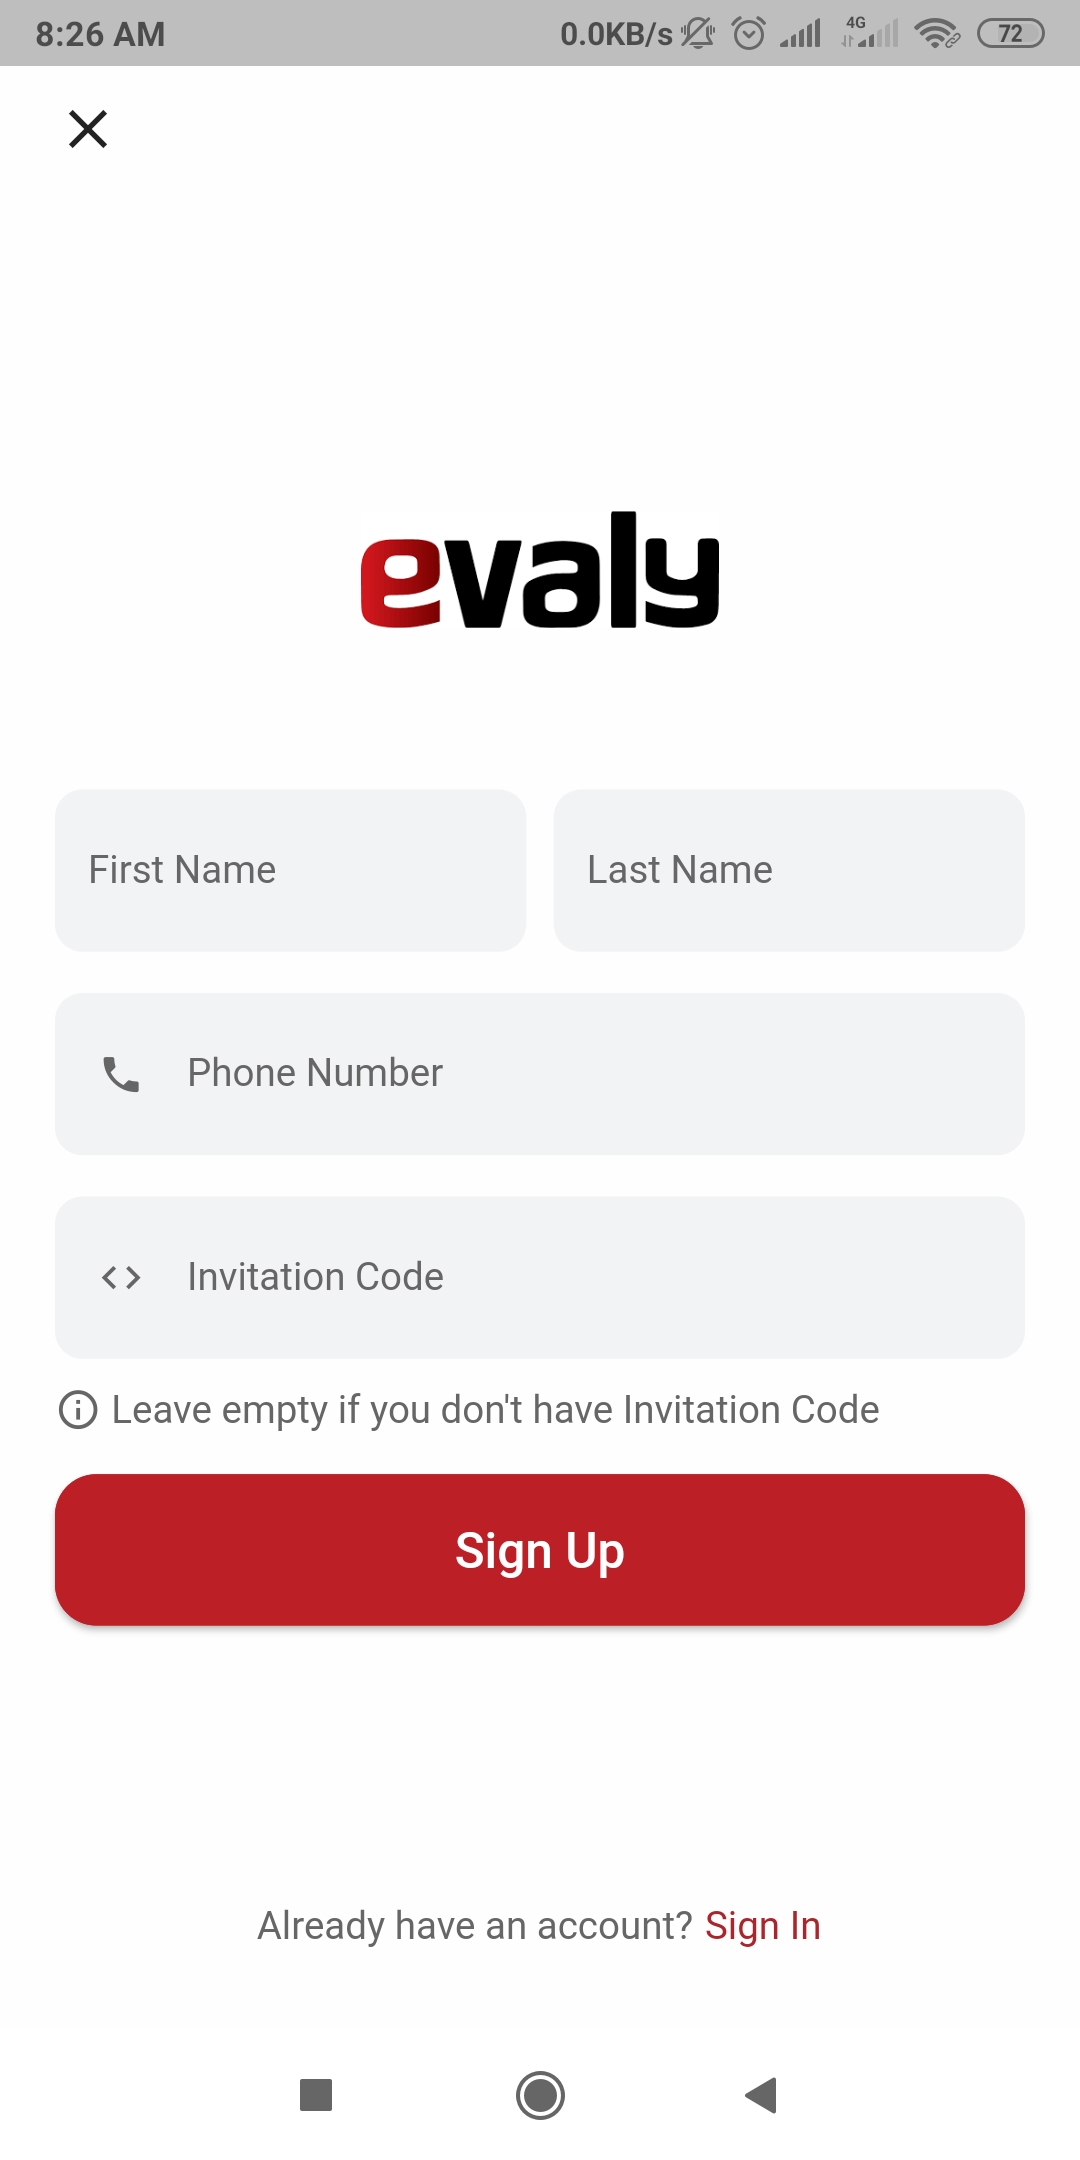 8:26 AM 0.0KB/s 4G 72
evaly
First Name Last Name
Phone Number
Invitation Code
Leave empty if you don't have Invitation Code
Sign Up
Already have an account? Sign In